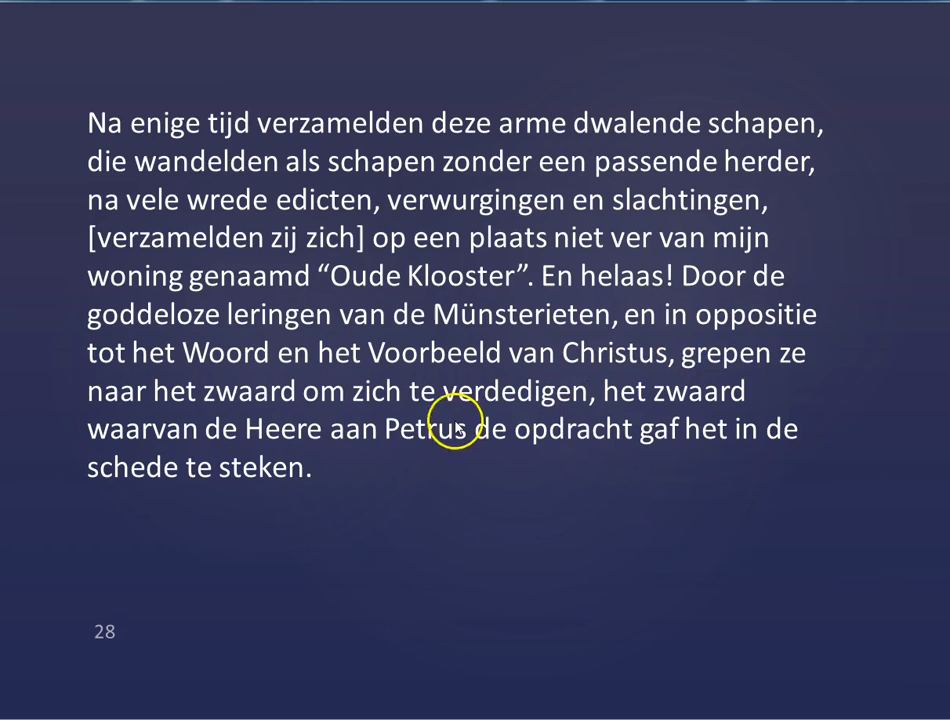 Na enige tijd verzamelden deze arme dwalende schapen,
die wandelden als schapen zonder een passende herder,
na vele wrede edicten, verwurgingen en slachtingen,
[verzamelden zij zich] op een plaats niet ver van mijn
woning genaamd “Oude Klooster”. En helaas! Door de
goddeloze leringen van de Münsterieten, en in oppositie
tot het Woord en het Voorbeeld van Christus, grepen ze
naar het zwaard om zich te verdedigen, het zwaard
waarvan de Heere aan Petrus de opdracht gaf het in de
schede te steken.
28